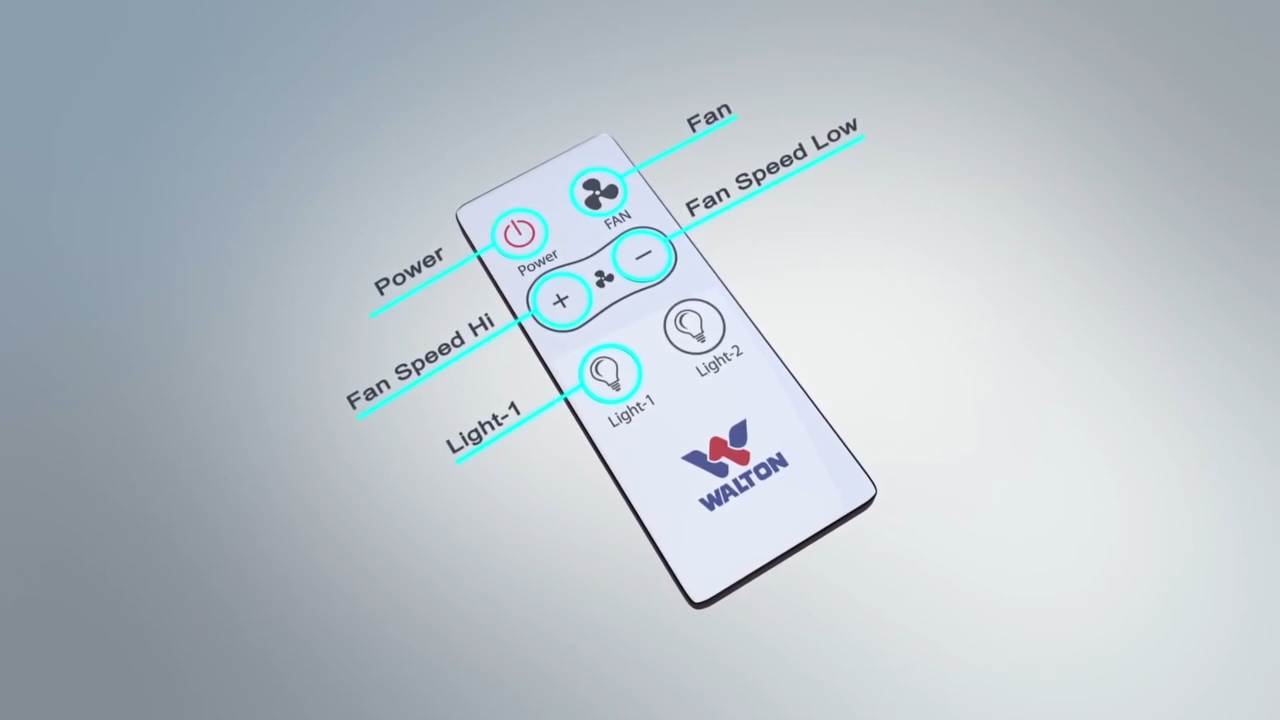 Fan
Fan Speed Low
FAN
Power
Power
Fan Speed Hi
Light-2
Light-1
Light-1
WALTON